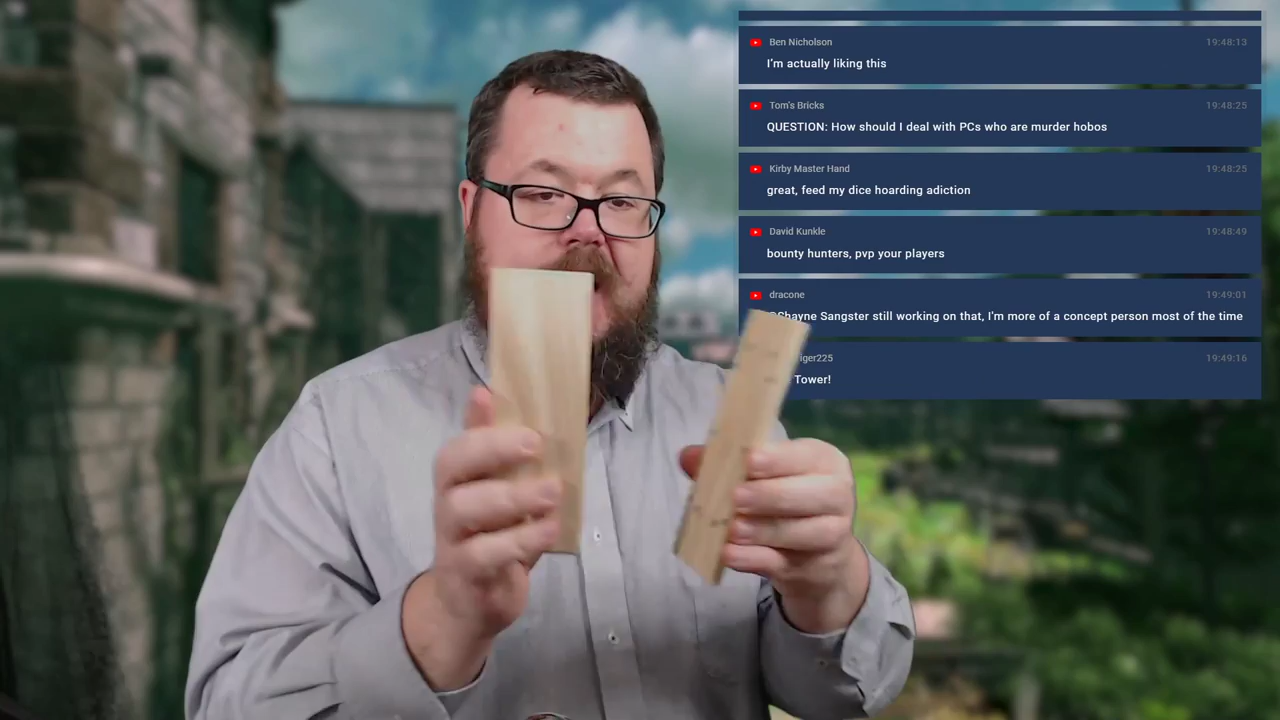 Ben Nicholson 19:48:13
I'm actually liking this
Tom's Bricks 19:48:25
QUESTION: How should I deal with PCs who are murder hobos
Kirby Master Hand 19:48:25
great, feed my dice hoarding adiction
David Kunkle 19:48:49
bounty hunters, pvp your players
dracone 19:49:01
Sangster still working on that, I'm more of a concept person most of the time
19:49:16
Tower!